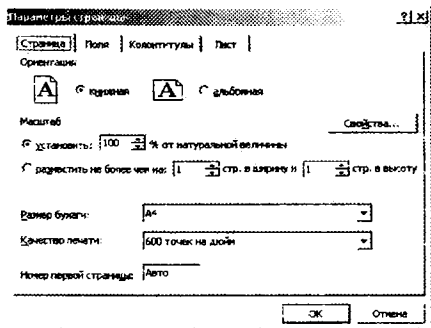 Параметры страницы
Страница Поля Колонтитулы Лист
Ориентация
A книжная A альбомная
Масштаб
Свойства...
установить: 100 % от натуральной величины
разместить не более чем на: 1 стр. в ширину и 1 стр. в высоту
Размер бумаги: A4
Качество печати: 600 точек на дюйм
Номер первой страницы: Авто
OK Отмена